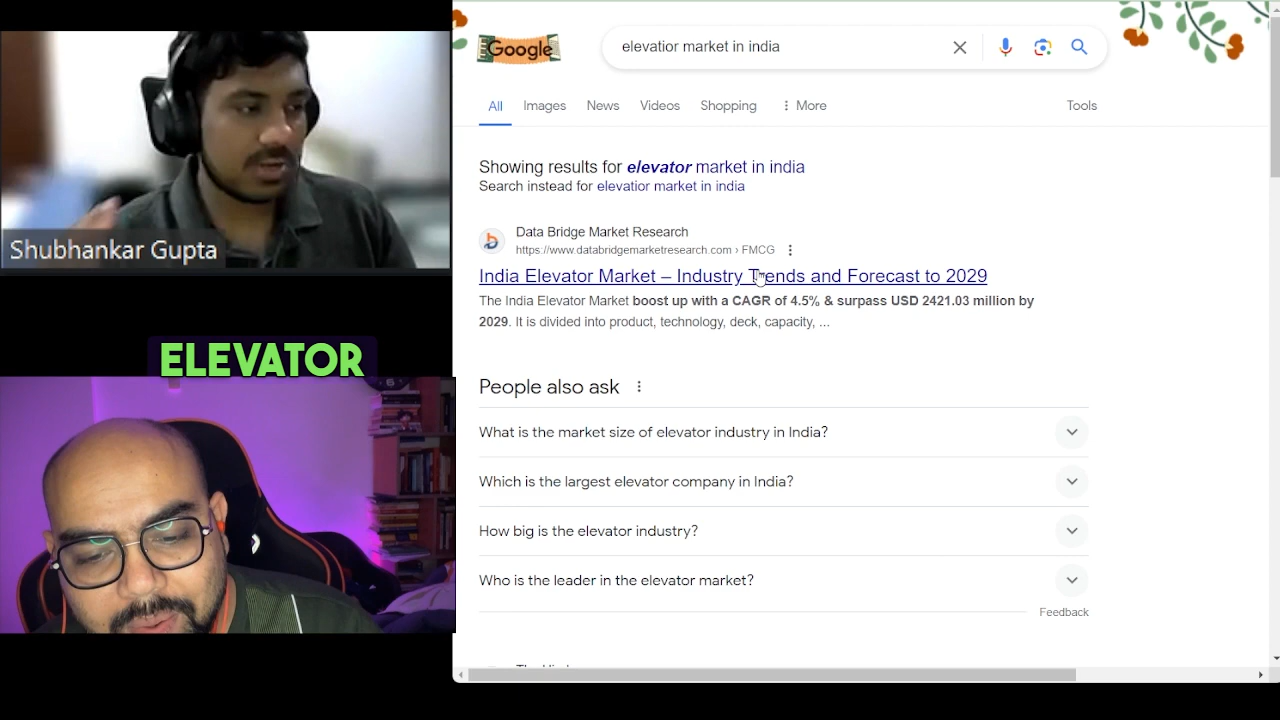 Shubhankar Gupta
ELEVATOR
Google
elevatior market in india
All
Images
News
Videos
Shopping
More
Tools
Showing results for elevator market in india
Search instead for elevatior market in india
Data Bridge Market Research
https://www.databridgemarketresearch.com › FMCG
India Elevator Market – Industry Trends and Forecast to 2029
The India Elevator Market boost up with a CAGR of 4.5% & surpass USD 2421.03 million by
2029. It is divided into product, technology, deck, capacity, ...
People also ask
What is the market size of elevator industry in India?
Which is the largest elevator company in India?
How big is the elevator industry?
Who is the leader in the elevator market?
Feedback